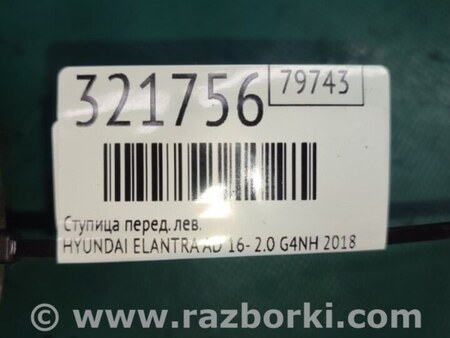 321756
79743
Ступица перед. лев.
HYUNDAI ELANTRA AD 16- 2.0 G4NH 2018
© www.razborki.com